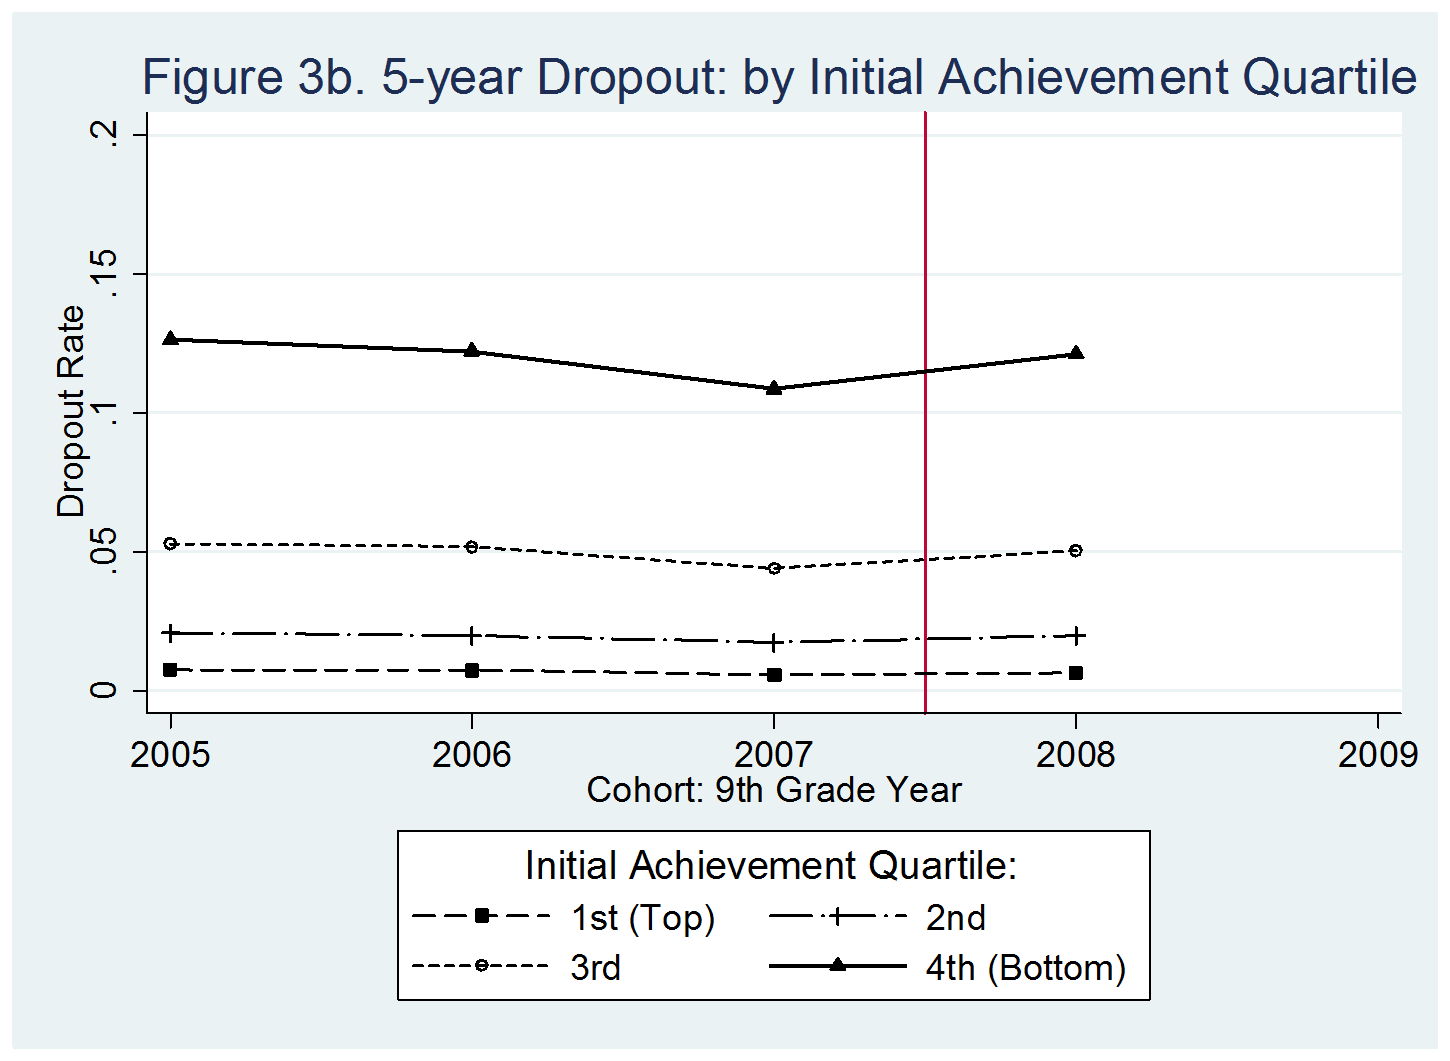 Figure 3b. 5-year Dropout: by Initial Achievement Quartile
Dropout Rate
.2
.15
.1
.05
0
2005 2006 2007 2008 2009
Cohort: 9th Grade Year
Initial Achievement Quartile:
1st (Top) 2nd
3rd 4th (Bottom)